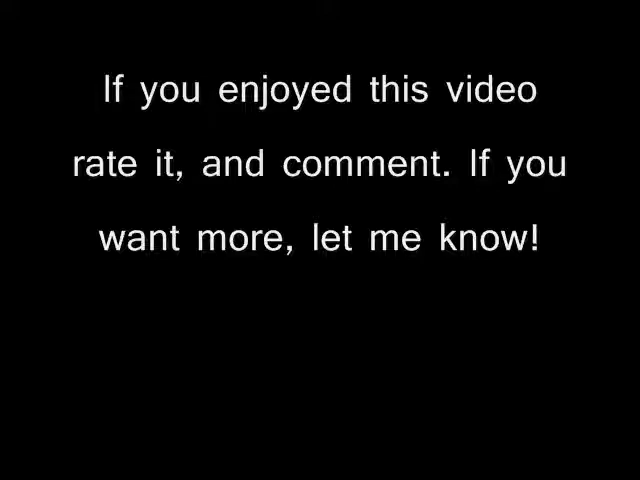 If you enjoyed this video
rate it, and comment. If you
want more, let me know!